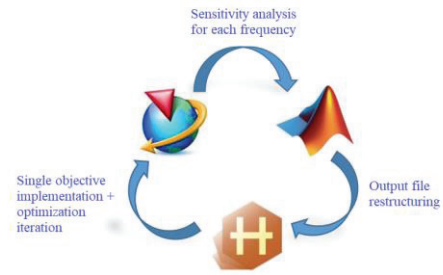 Sensitivity analysis
for each frequency
Single objective
implementation +
optimization
iteration
Output file
restructuring